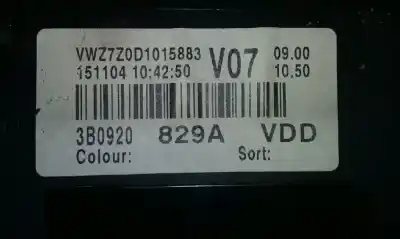 VWZ7Z0D1015883 V07 09.00
151104 10:42:50 10,50
3B0920 829A VDD
Colour: Sort: